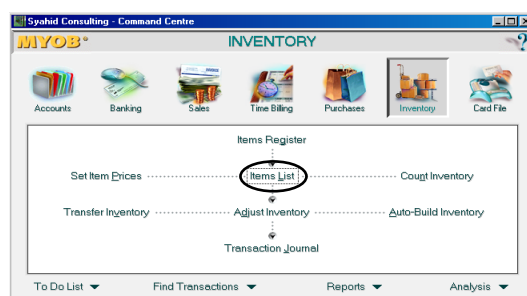 Syahid Consulting - Command Centre
MYOB INVENTORY ?
Accounts Banking Sales Time Billing Purchases Inventory Card File
Items Register
Set Item Prices Items List Count Inventory
Transfer Inventory Adjust Inventory Auto-Build Inventory
Transaction Journal
To Do List Find Transactions Reports Analysis